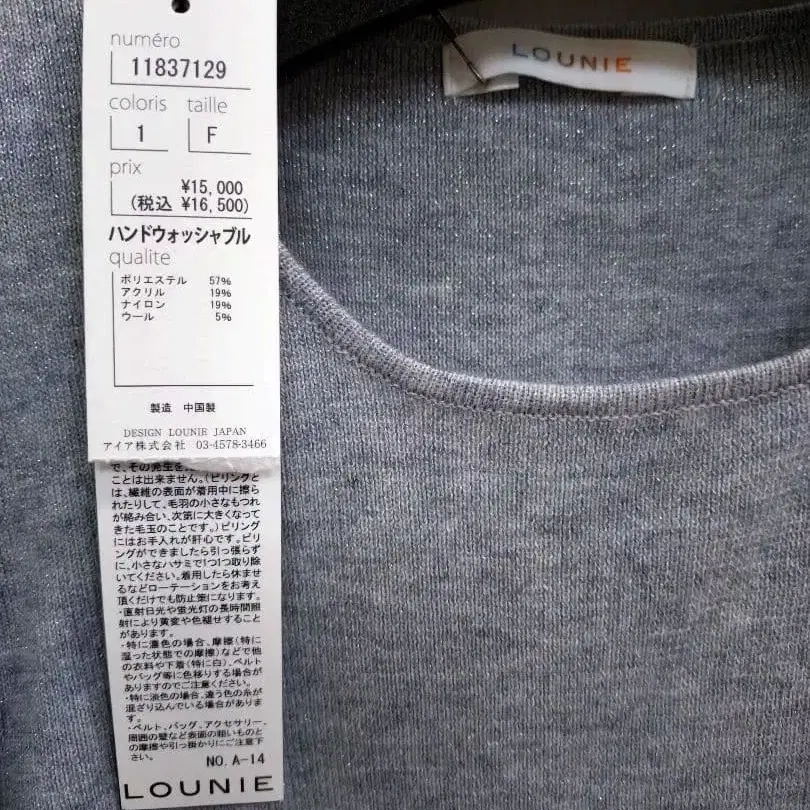 LOUNIE
numéro
11837129
coloris taille
1 F
prix
¥15,000
(税込 ¥16,500)
ハンドウォッシャブル
qualite
ポリエステル 57%
アクリル 19%
ナイロン 19%
ウール 5%
製造 中国製
DESIGN LOUNIE JAPAN
アイア株式会社 03-4578-3466
で、その発生を
ことは出来ません。(ピリングと
は、繊維の表面が着用中に擦ら
れたりして、毛羽の小さなもつれ
が絡み合い、次第に大きくなって
きた毛玉のことです。)ピリング
にはお手入れが肝心です。ピリ
ングができましたら引っ張らず
に、小さなハサミで1つ1つ取り除
いてください。着用したら休ませ
るなどローテーションをお考え
頂くだけでも防止策になります。
・直射日光や蛍光灯の長時間照
射により黄変や色褪せすること
があります。
・特に濃色の場合、摩擦(特に
湿った状態での摩擦)などで他
の衣料や下着(特に白)、ベルト
やバッグ等に色移りする場合が
ありますのでご注意ください。
・特に淡色の場合、違う色の糸が
混ざり込んでいる場合がありま
す。
・ベルト、バッグ、アクセサリー、
周囲の壁など表面の粗いものと
の摩擦や引っ掛かりにご注意下
さい。
NO. A-14
LOUNIE